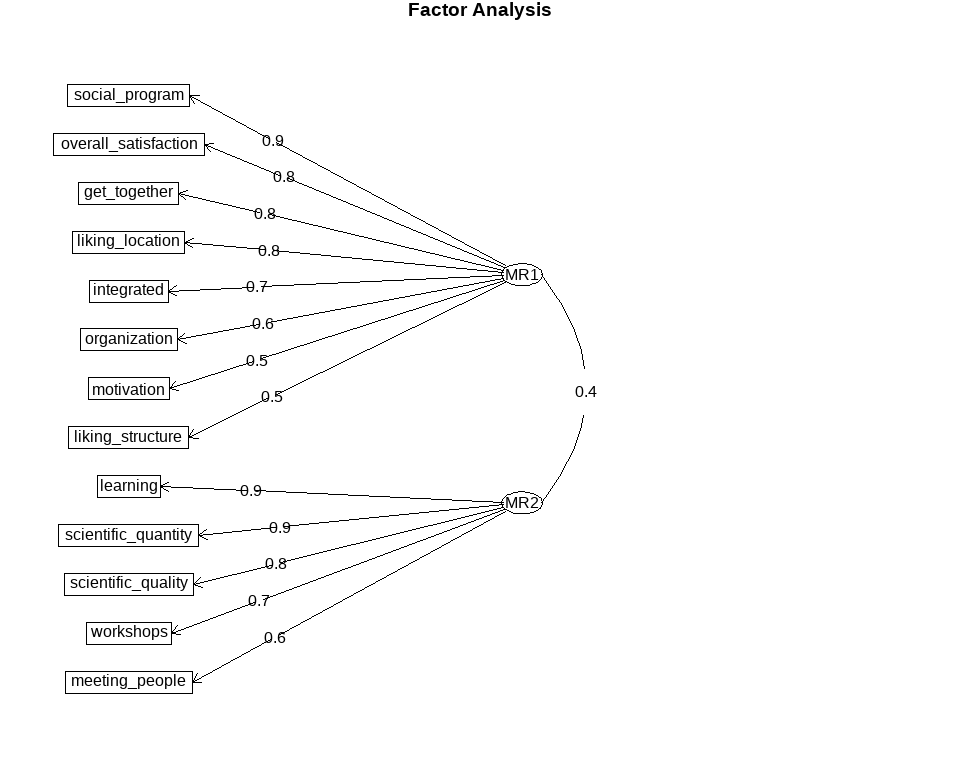 Factor Analysis
social_program
0.9
overall_satisfaction
0.8
get_together
0.8
liking_location
0.8
integrated
0.7
organization
0.6
motivation
0.5
liking_structure
0.5
MR1
0.4
learning
0.9
scientific_quantity
0.9
scientific_quality
0.8
workshops
0.7
meeting_people
0.6
MR2